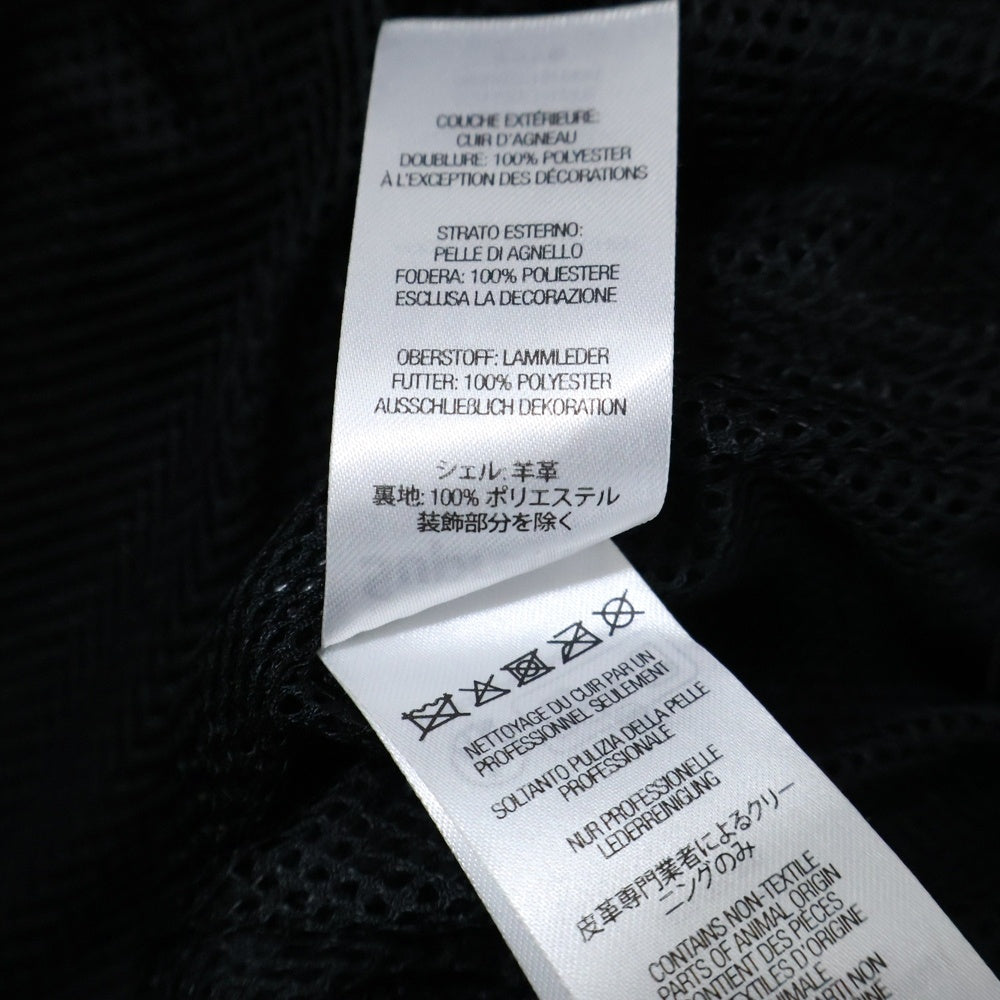 COUCHE EXTÉRIEURE:
CUIR D'AGNEAU
DOUBLURE: 100% POLYESTER
À L'EXCEPTION DES DÉCORATIONS
STRATO ESTERNO:
PELLE DI AGNELLO
FODERA: 100% POLIESTERE
ESCLUSA LA DECORAZIONE
OBERSTOFF: LAMMLEDER
FUTTER: 100% POLYESTER
AUSSCHLIEßLICH DEKORATION
シェル: 羊革
裏地: 100% ポリエステル
装飾部分を除く
NETTOYAGE DU CUIR PAR UN
PROFESSIONNEL SEULEMENT
SOLTANTO PULIZIA DELLA PELLE
PROFESSIONALE
NUR PROFESSIONELLE
LEDERREINIGUNG
皮革専門業者によるクリー
ニングのみ
CONTAINS NON-TEXTILE
PARTS OF ANIMAL ORIGIN
CONTIENT DES PIÈCES
TEXTILES D'ORIGINE
ANIMALE
PARTI NON